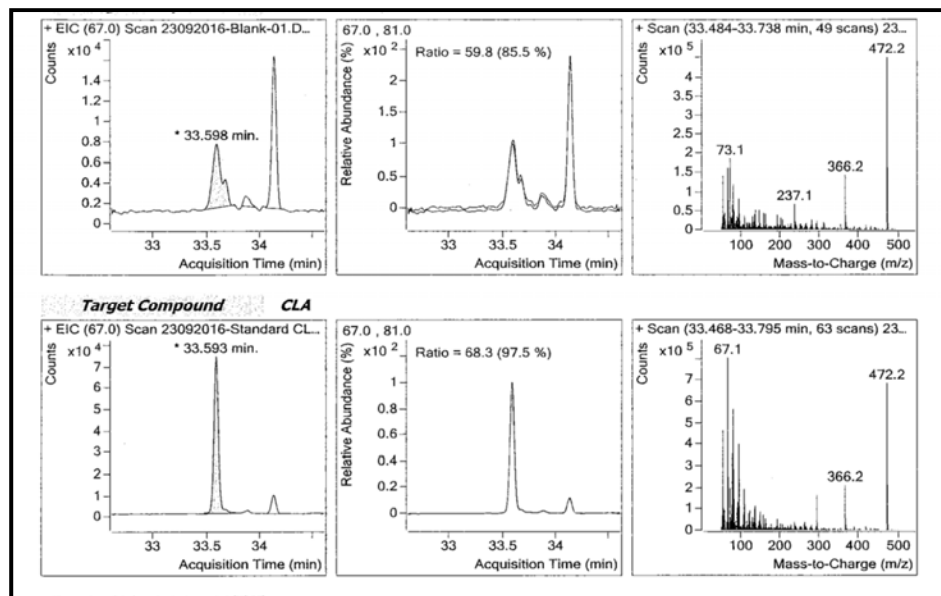 + EIC (67.0) Scan 23092016-Blank-01.D...
x10 4
Counts
1.4
1.2
1
0.8
0.6
0.4
0.2
0
* 33.598 min.
33
33.5
34
Acquisition Time (min)
67.0 , 81.0
x10 2
Relative Abundance (%)
Ratio = 59.8 (85.5 %)
2
1.5
1
0.5
0
33
33.5
34
Acquisition Time (min)
+ Scan (33.484-33.738 min, 49 scans) 23...
x10 5
Counts
472.2
4
3.5
3
2.5
2
1.5
1
0.5
0
73.1
237.1
366.2
100
200
300
400
500
Mass-to-Charge (m/z)
Target Compound CLA
+ EIC (67.0) Scan 23092016-Standard CL...
x10 4
Counts
* 33.593 min.
7
6
5
4
3
2
1
0
33
33.5
34
Acquisition Time (min)
67.0 , 81.0
x10 2
Relative Abundance (%)
Ratio = 68.3 (97.5 %)
1
0.8
0.6
0.4
0.2
0
33
33.5
34
Acquisition Time (min)
+ Scan (33.468-33.795 min, 63 scans) 23...
x10 5
Counts
67.1
472.2
7
6
5
4
3
2
1
0
366.2
100
200
300
400
500
Mass-to-Charge (m/z)